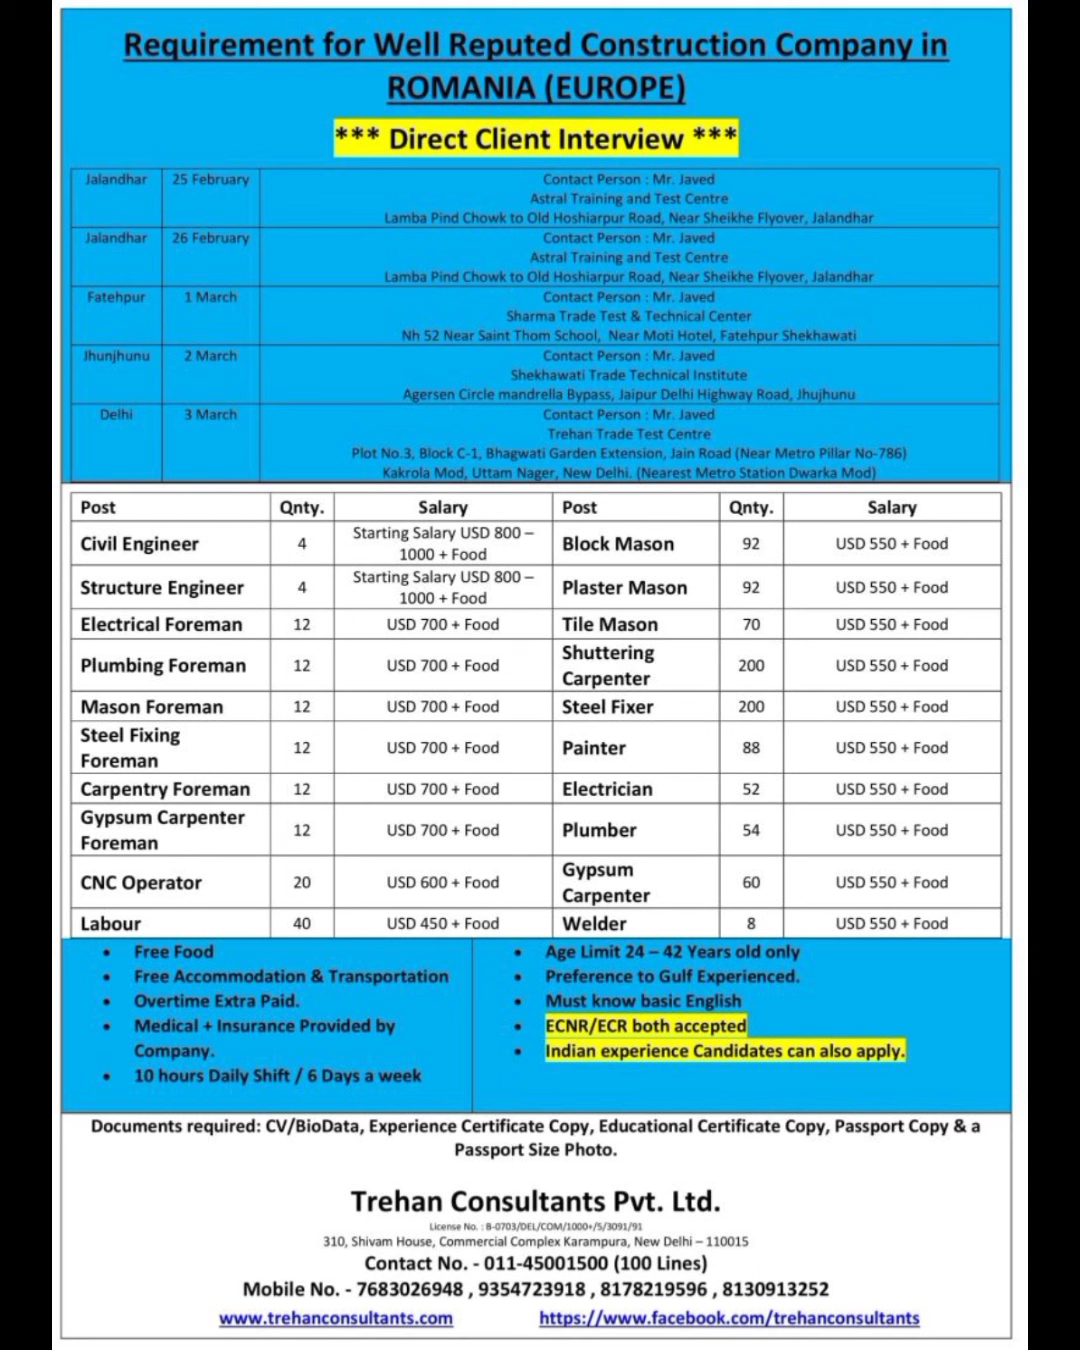 Requirement for Well Reputed Construction Company in
ROMANIA (EUROPE)
*** Direct Client Interview ***
Jalandhar 25 February Contact Person : Mr. Javed
Astral Training and Test Centre
Lamba Pind Chowk to Old Hoshiarpur Road, Near Sheikhe Flyover, Jalandhar
Jalandhar 26 February Contact Person : Mr. Javed
Astral Training and Test Centre
Lamba Pind Chowk to Old Hoshiarpur Road, Near Sheikhe Flyover, Jalandhar
Fatehpur 1 March Contact Person : Mr. Javed
Sharma Trade Test & Technical Center
Nh 52 Near Saint Thom School, Near Moti Hotel, Fatehpur Shekhawati
Jhunjhunu 2 March Contact Person : Mr. Javed
Shekhawati Trade Technical Institute
Agersen Circle mandrella Bypass, Jaipur Delhi Highway Road, Jhujhunu
Delhi 3 March Contact Person : Mr. Javed
Trehan Trade Test Centre
Plot No.3, Block C-1, Bhagwati Garden Extension, Jain Road (Near Metro Pillar No-786)
Kakrola Mod, Uttam Nager, New Delhi. (Nearest Metro Station Dwarka Mod)
Post Qnty. Salary Post Qnty. Salary
Civil Engineer 4 Starting Salary USD 800 – 1000 + Food Block Mason 92 USD 550 + Food
Structure Engineer 4 Starting Salary USD 800 – 1000 + Food Plaster Mason 92 USD 550 + Food
Electrical Foreman 12 USD 700 + Food Tile Mason 70 USD 550 + Food
Plumbing Foreman 12 USD 700 + Food Shuttering Carpenter 200 USD 550 + Food
Mason Foreman 12 USD 700 + Food Steel Fixer 200 USD 550 + Food
Steel Fixing Foreman 12 USD 700 + Food Painter 88 USD 550 + Food
Carpentry Foreman 12 USD 700 + Food Electrician 52 USD 550 + Food
Gypsum Carpenter Foreman 12 USD 700 + Food Plumber 54 USD 550 + Food
CNC Operator 20 USD 600 + Food Gypsum Carpenter 60 USD 550 + Food
Labour 40 USD 450 + Food Welder 8 USD 550 + Food
• Free Food
• Free Accommodation & Transportation
• Overtime Extra Paid.
• Medical + Insurance Provided by
Company.
• 10 hours Daily Shift / 6 Days a week
• Age Limit 24 – 42 Years old only
• Preference to Gulf Experienced.
• Must know basic English
• ECNR/ECR both accepted
• Indian experience Candidates can also apply.
Documents required: CV/BioData, Experience Certificate Copy, Educational Certificate Copy, Passport Copy & a
Passport Size Photo.
Trehan Consultants Pvt. Ltd.
License No. : B-0703/DEL/COM/1000+/5/3091/91
310, Shivam House, Commercial Complex Karampura, New Delhi – 110015
Contact No. - 011-45001500 (100 Lines)
Mobile No. - 7683026948 , 9354723918 , 8178219596 , 8130913252
www.trehanconsultants.com https://www.facebook.com/trehanconsultants